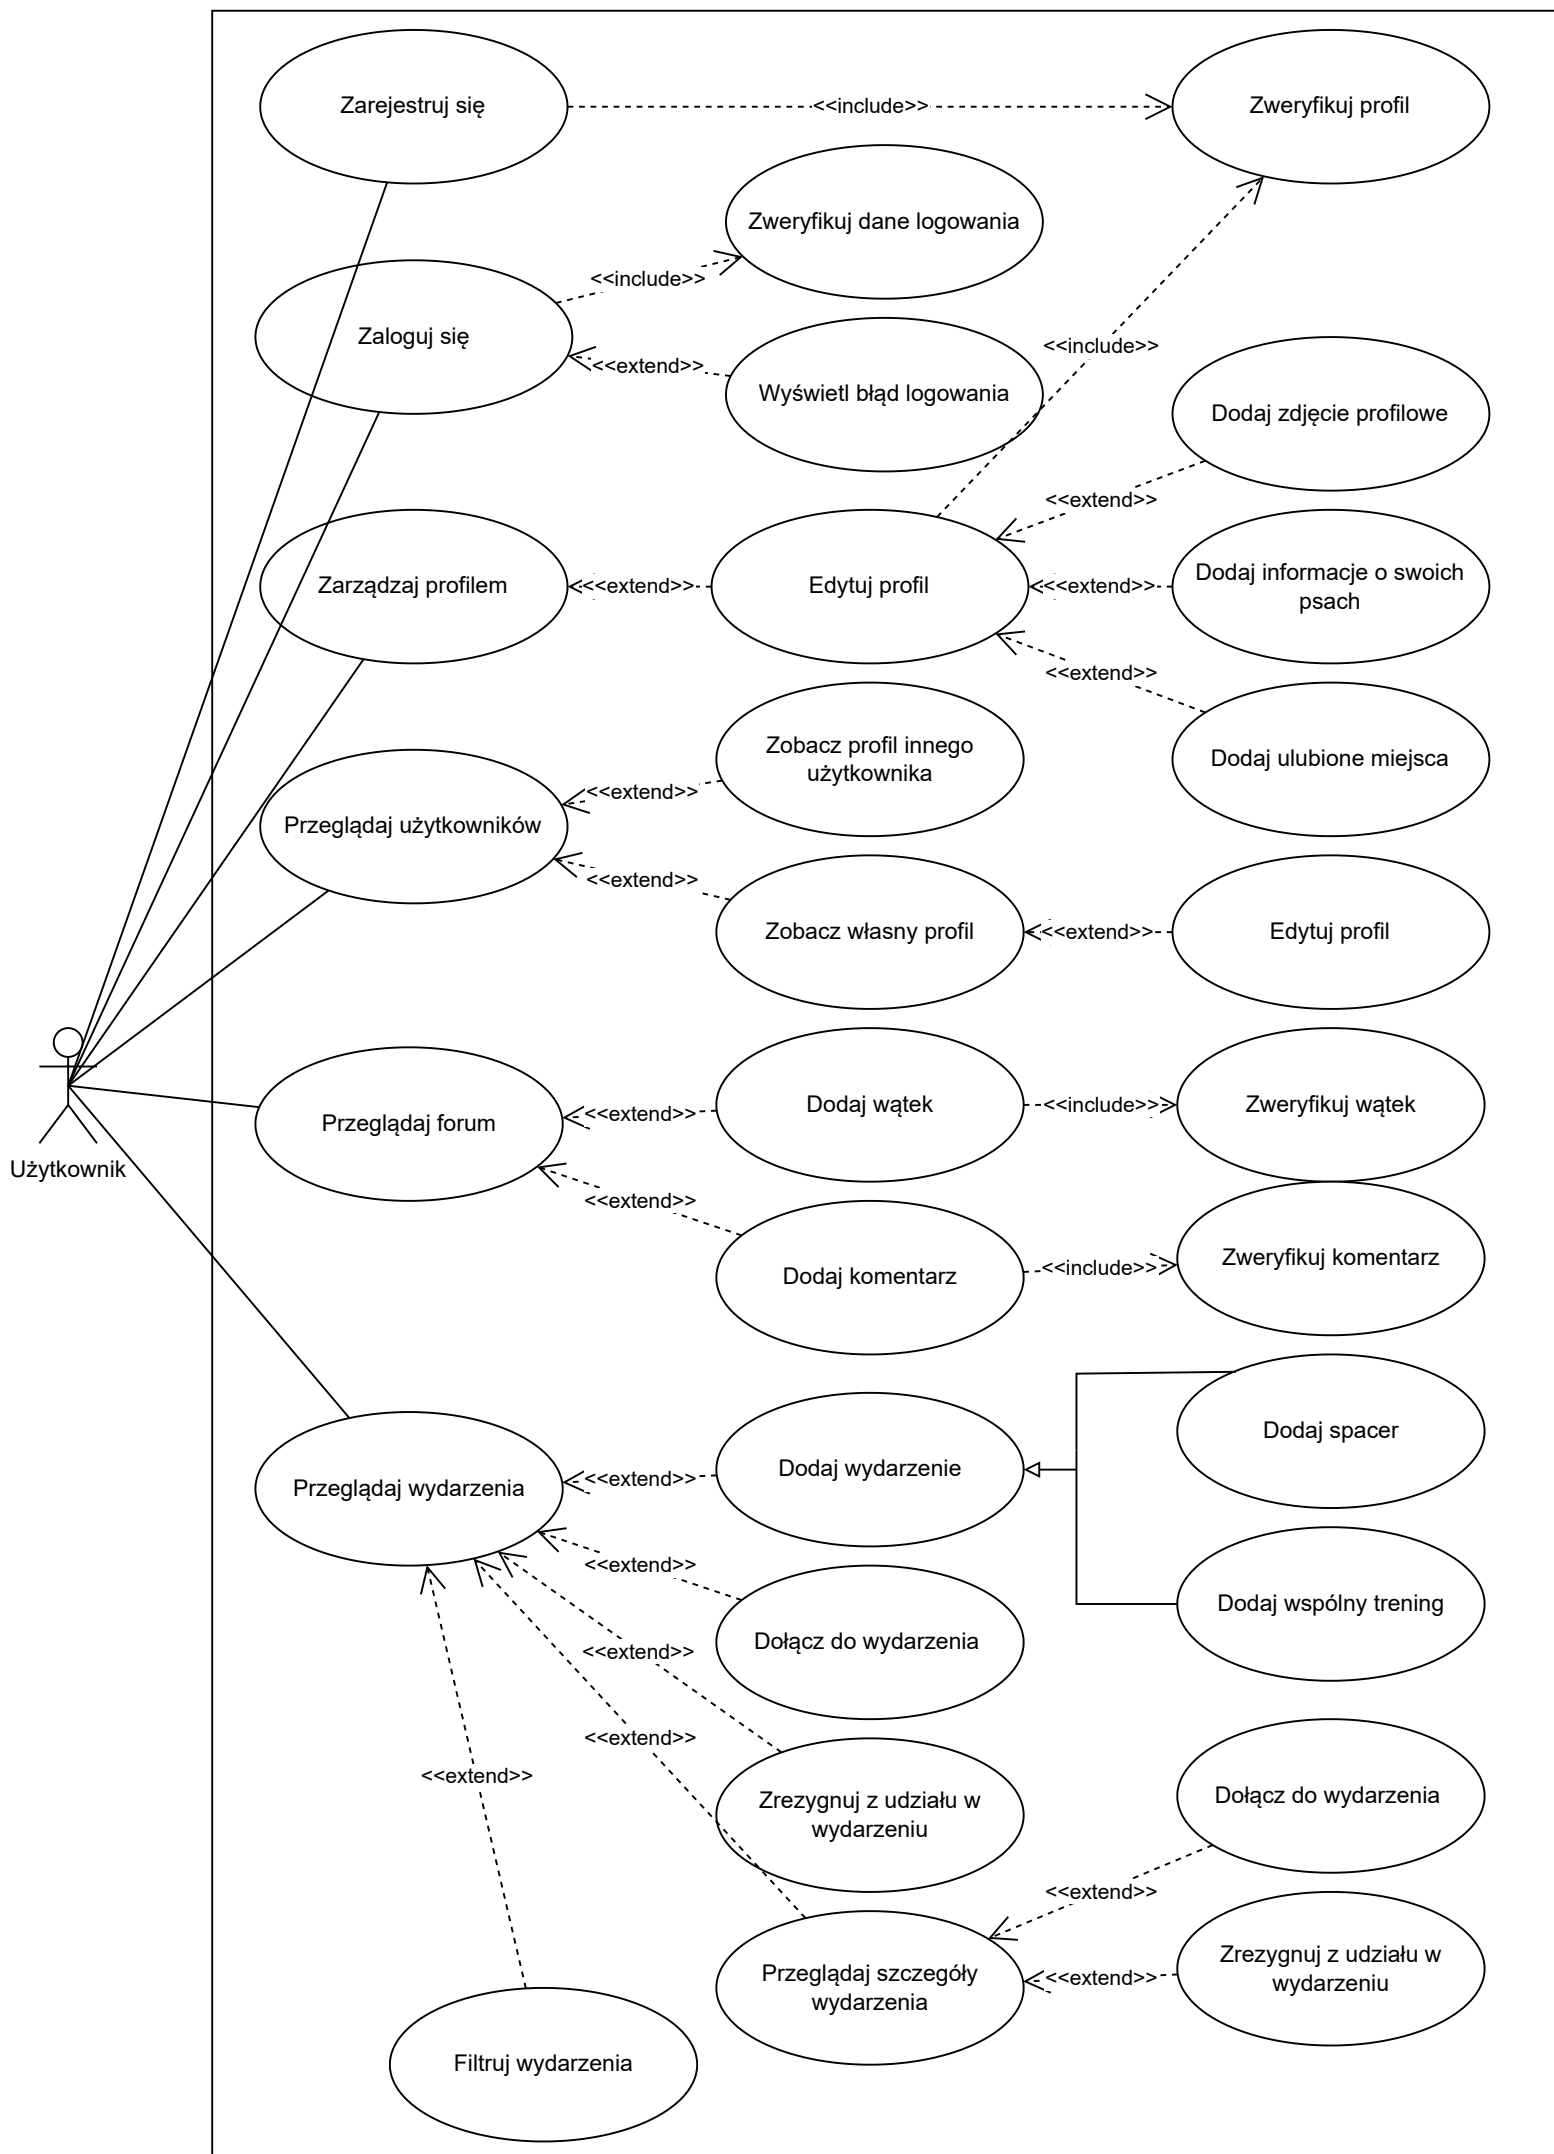 Zarejestruj się
<<include>>
Zweryfikuj profil
Zweryfikuj dane logowania
<<include>>
Zaloguj się
<<extend>>
Wyświetl błąd logowania
<<include>>
Dodaj zdjęcie profilowe
<<extend>>
Zarządzaj profilem
<<extend>>
Edytuj profil
<<extend>>
Dodaj informacje o swoich
psach
<<extend>>
Dodaj ulubione miejsca
Zobacz profil innego
użytkownika
<<extend>>
Przeglądaj użytkowników
<<extend>>
Zobacz własny profil
<<extend>>
Edytuj profil
Użytkownik
Przeglądaj forum
<<extend>>
Dodaj wątek
<<include>>
Zweryfikuj wątek
<<extend>>
Dodaj komentarz
<<include>>
Zweryfikuj komentarz
Przeglądaj wydarzenia
<<extend>>
Dodaj wydarzenie
Dodaj spacer
Dodaj wspólny trening
<<extend>>
Dołącz do wydarzenia
<<extend>>
Zrezygnuj z udziału w
wydarzeniu
<<extend>>
<<extend>>
Dołącz do wydarzenia
<<extend>>
Przeglądaj szczegóły
wydarzenia
<<extend>>
Zrezygnuj z udziału w
wydarzeniu
Filtruj wydarzenia